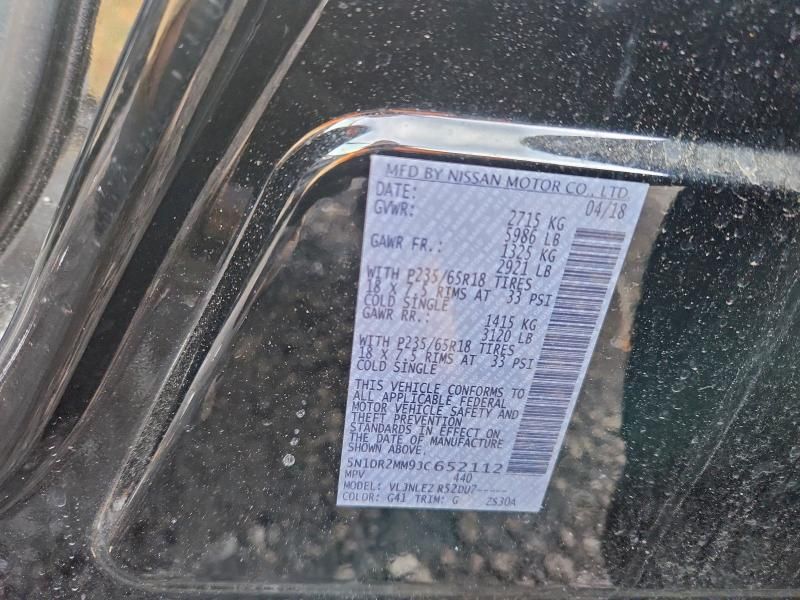 MFD BY NISSAN MOTOR CO., LTD.
DATE: 04/18
GVWR: 2715 KG
5986 LB
GAWR FR.: 1325 KG
2921 LB
WITH P235/65R18 TIRES
18 X 7.5 RIMS AT 33 PSI
COLD SINGLE
GAWR RR.: 1415 KG
3120 LB
WITH P235/65R18 TIRES
18 X 7.5 RIMS AT 33 PSI
COLD SINGLE
THIS VEHICLE CONFORMS TO
ALL APPLICABLE FEDERAL
MOTOR VEHICLE SAFETY AND
THEFT PREVENTION
STANDARDS IN EFFECT ON
THE DATE OF MANUFACTURE
SHOWN ABOVE.
5N1DR2MM9JC652112
MPV 440
MODEL: VLJNLEZ R52DU7-----
COLOR: G41 TRIM: G 2S30A